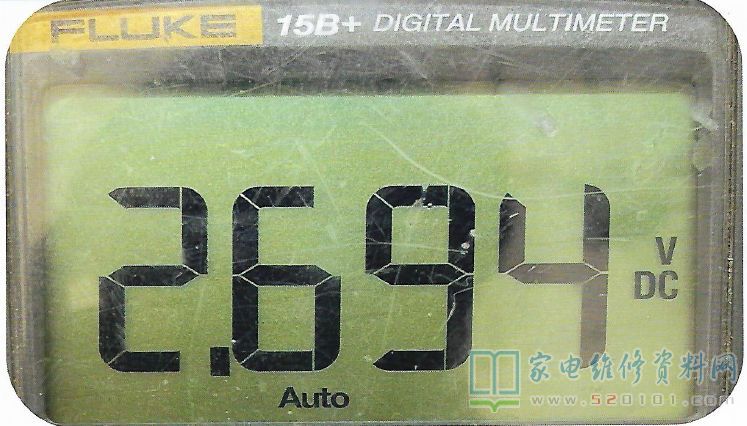 FLUKE 15B+ DIGITAL MULTIMETER
2.694
V
DC
Auto
家电维修资料网
www.520101.com